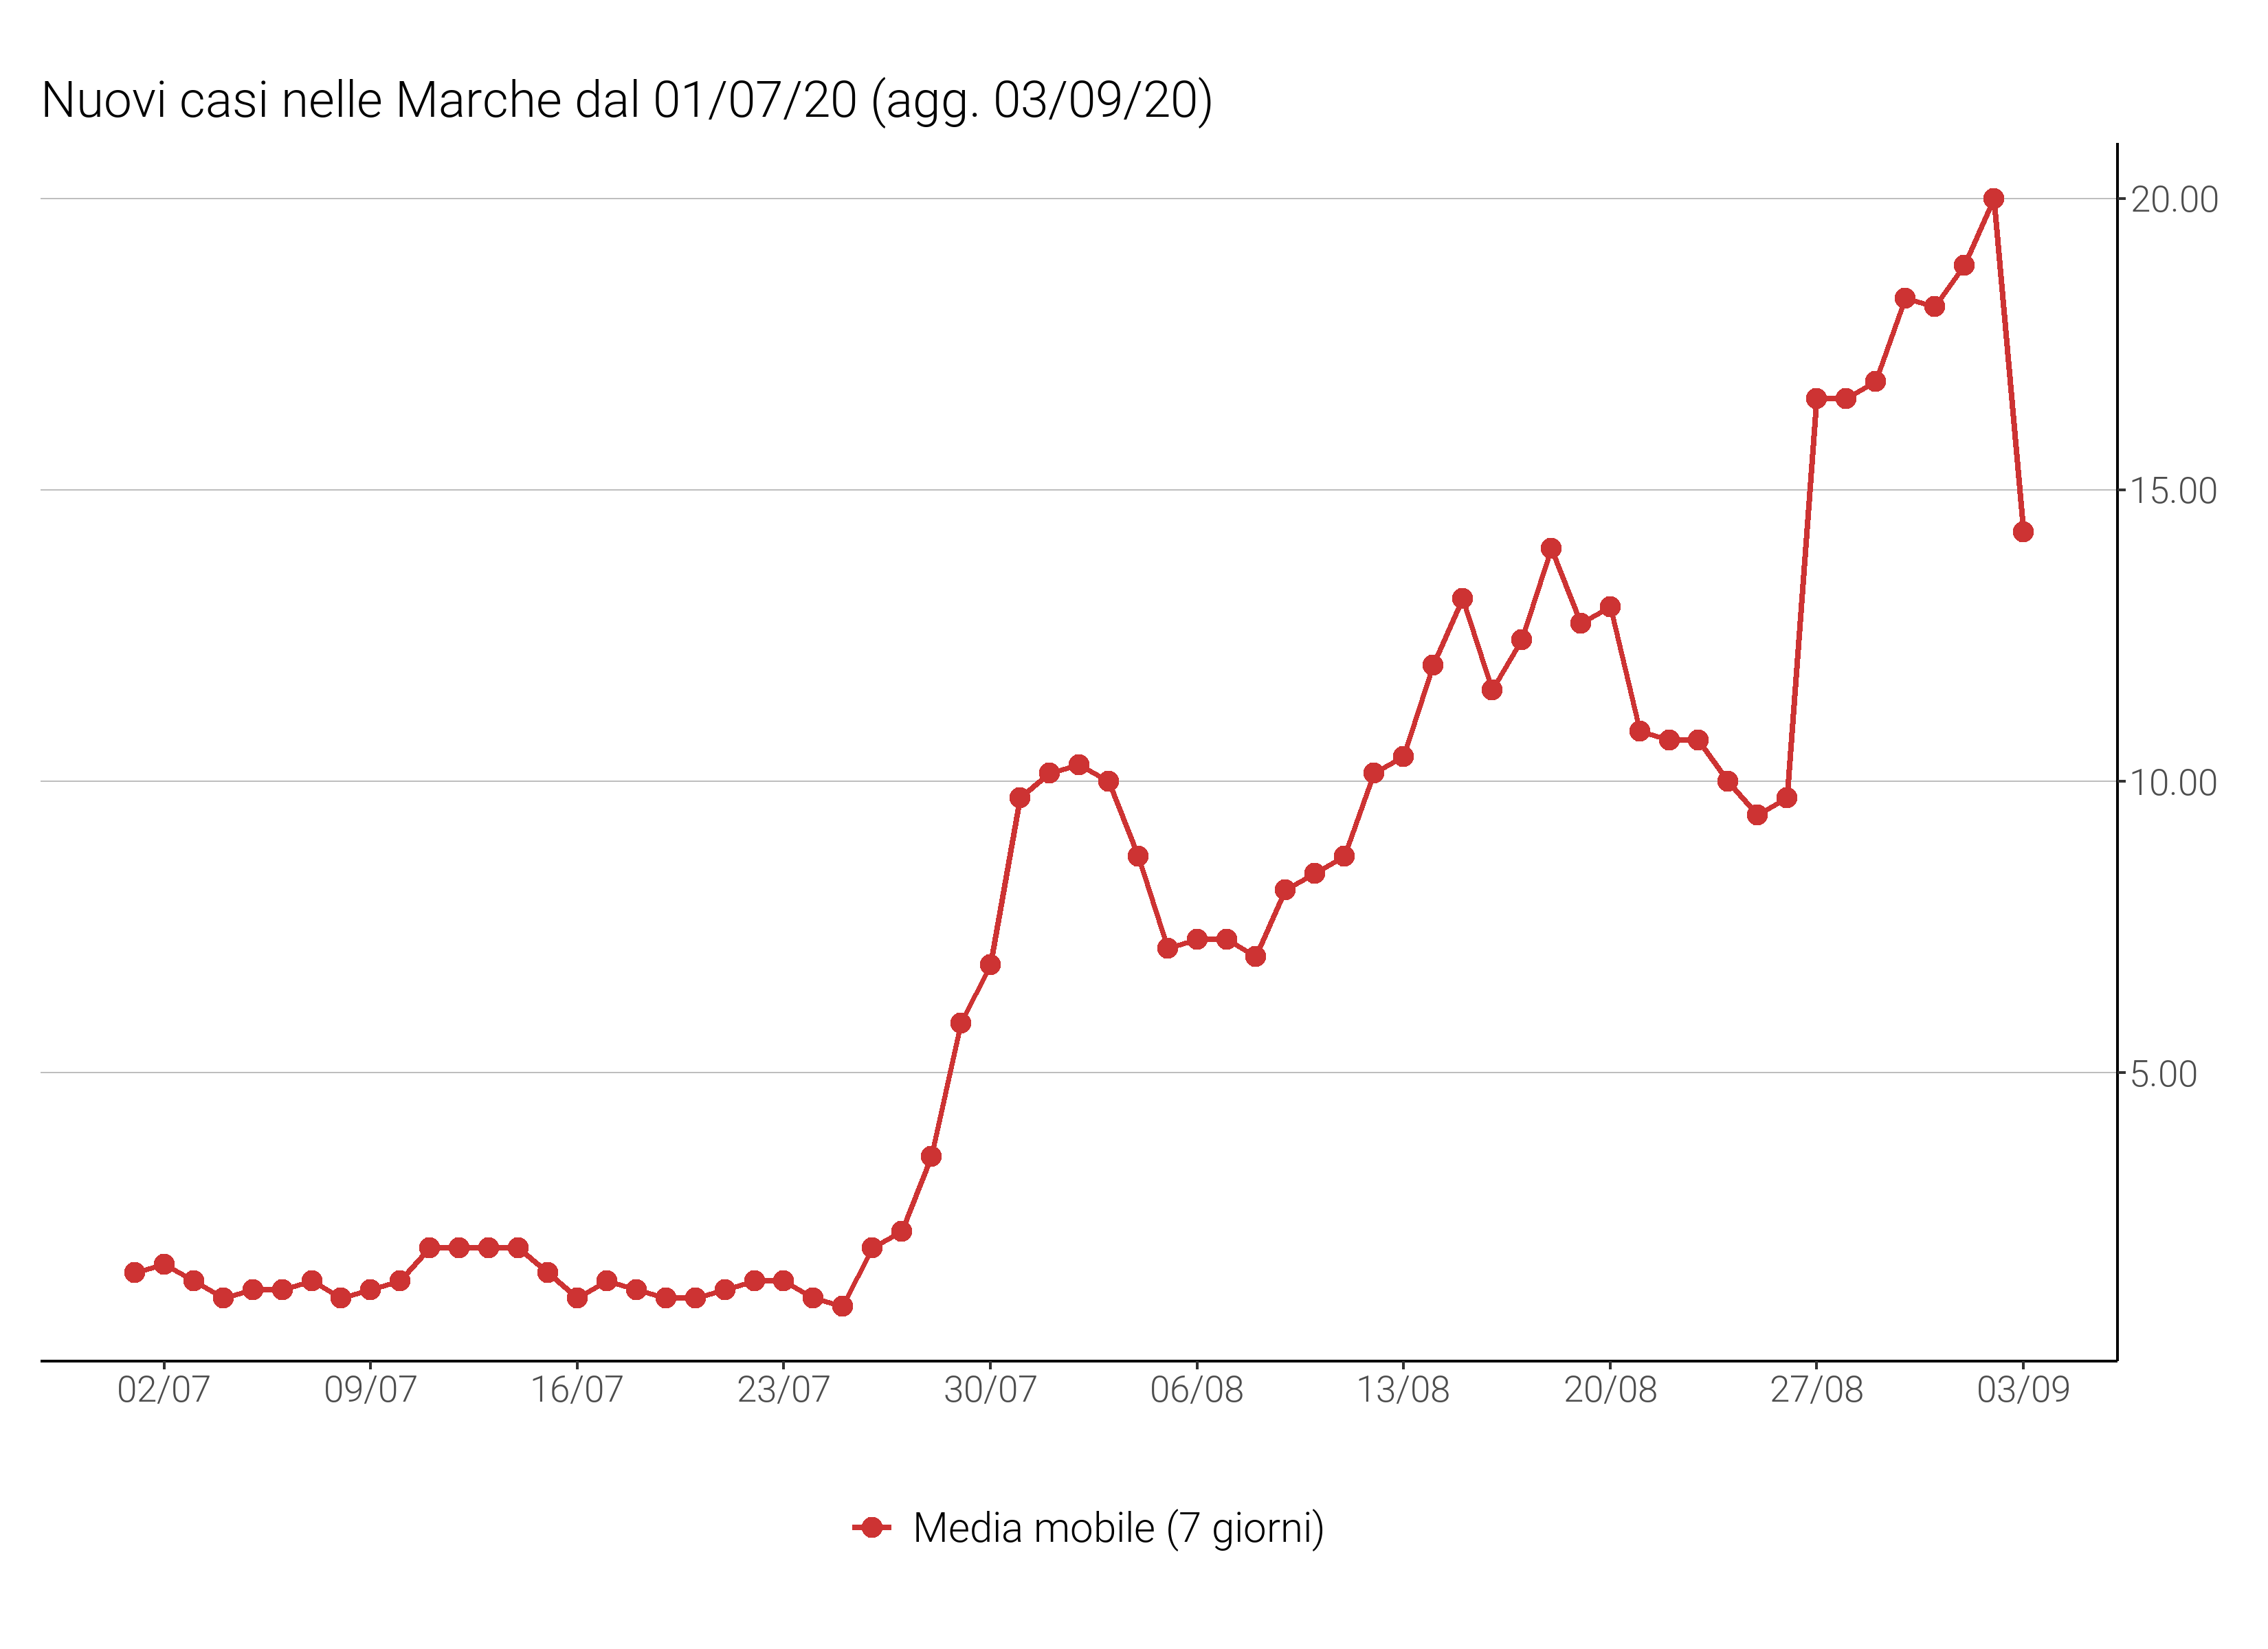 Nuovi casi nelle Marche dal 01/07/20 (agg. 03/09/20)
20.00
15.00
10.00
5.00
02/07 09/07 16/07 23/07 30/07 06/08 13/08 20/08 27/08 03/09
Media mobile (7 giorni)